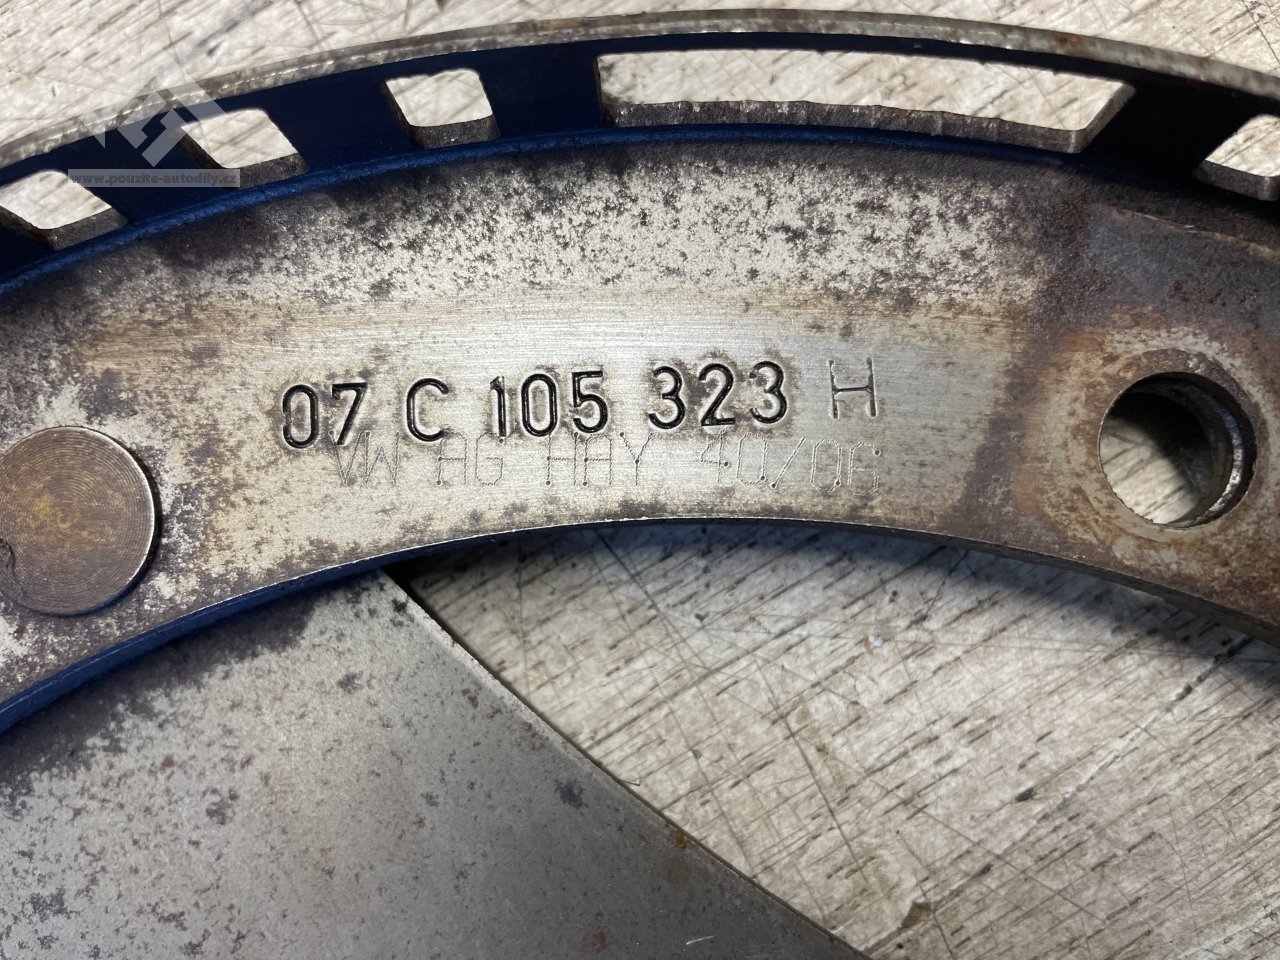 www.pouzite-autodily.cz
07 C 105 323 H
VW AG HAY 40/06